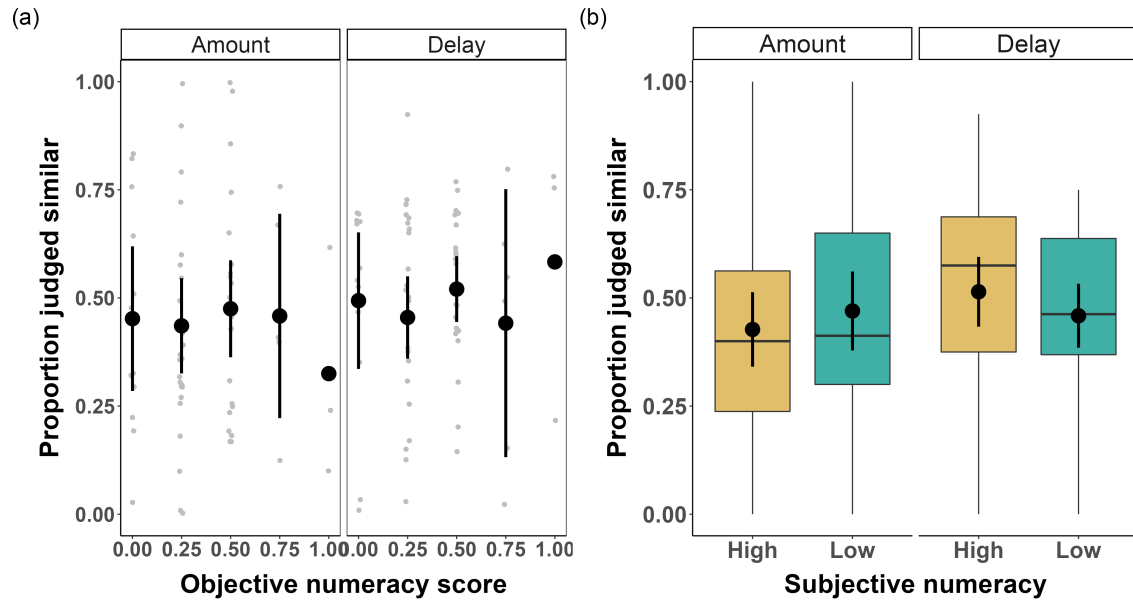 (a)
Amount Delay
Proportion judged similar
1.00
0.75
0.50
0.25
0.00
0.00 0.25 0.50 0.75 1.00 0.00 0.25 0.50 0.75 1.00
Objective numeracy score
(b)
Amount Delay
Proportion judged similar
1.00
0.75
0.50
0.25
0.00
High Low High Low
Subjective numeracy